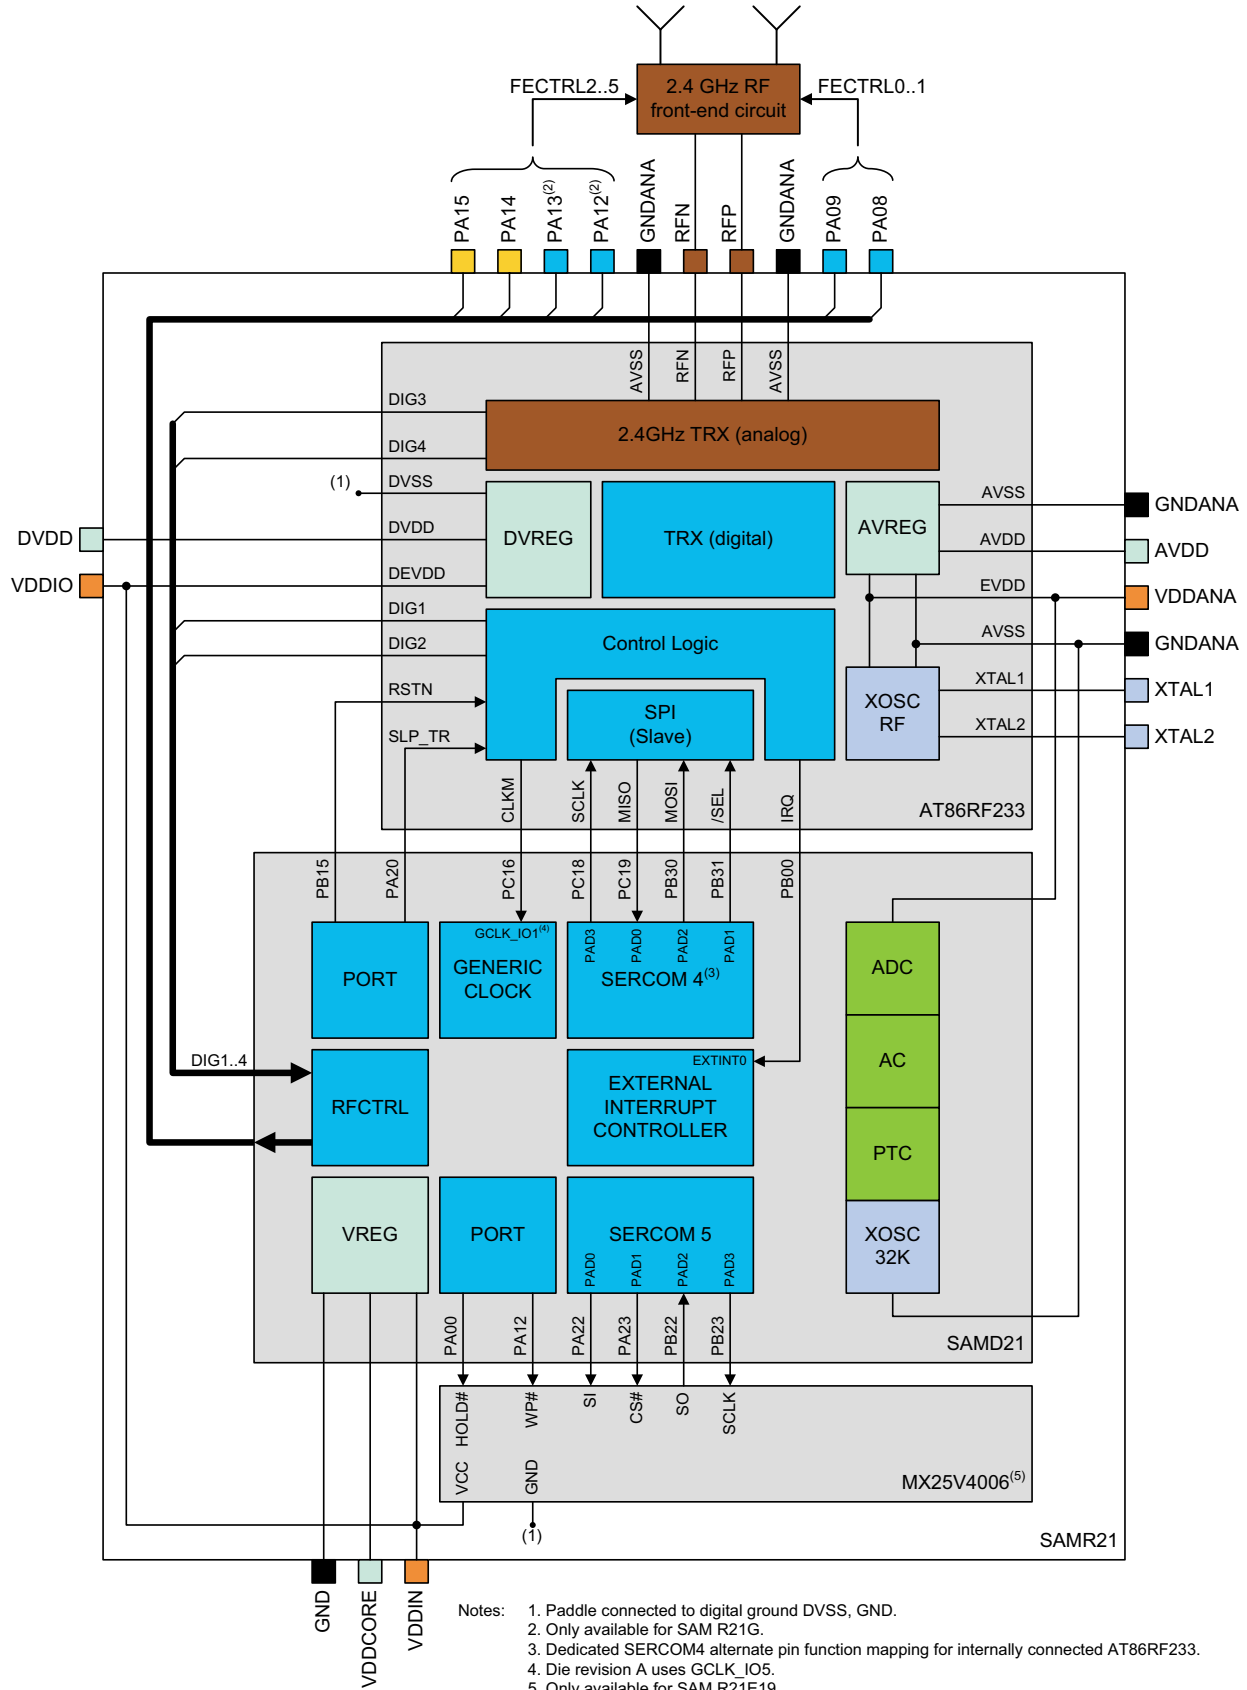 FECTRL2..5
2.4 GHz RF
front-end circuit
FECTRL0..1
PA15
PA14
PA13(2)
PA12(2)
GNDANA
RFN
RFP
GNDANA
PA09
PA08
AVSS
RFN
RFP
AVSS
DIG3
DIG4
2.4GHz TRX (analog)
(1)
DVSS
DVDD
DVDD
DEVDD
VDDIO
DVREG
TRX (digital)
AVREG
AVSS
GNDANA
AVDD
AVDD
EVDD
VDDANA
AVSS
GNDANA
DIG1
DIG2
Control Logic
RSTN
SLP_TR
SPI
(Slave)
XOSC
RF
XTAL1
XTAL1
XTAL2
XTAL2
CLKM
SCLK
MISO
MOSI
/SEL
IRQ
AT86RF233
PB15
PA20
PC16
PC18
PC19
PB30
PB31
PB00
PORT
GCLK_IO1(4)
GENERIC
CLOCK
PAD3
PAD0
PAD2
PAD1
SERCOM 4(3)
ADC
DIG1..4
RFCTRL
EXTINT0
EXTERNAL
INTERRUPT
CONTROLLER
AC
PTC
VREG
PORT
SERCOM 5
PAD0
PAD1
PAD2
PAD3
XOSC
32K
PA00
PA12
PA22
PA23
PB22
PB23
SAMD21
HOLD#
WP#
SI
CS#
SO
SCLK
VCC
GND
MX25V4006(5)
(1)
SAMR21
GND
VDDCORE
VDDIN
Notes: 1. Paddle connected to digital ground DVSS, GND.
2. Only available for SAM R21G.
3. Dedicated SERCOM4 alternate pin function mapping for internally connected AT86RF233.
4. Die revision A uses GCLK_IO5.
5. Only available for SAM R21E19